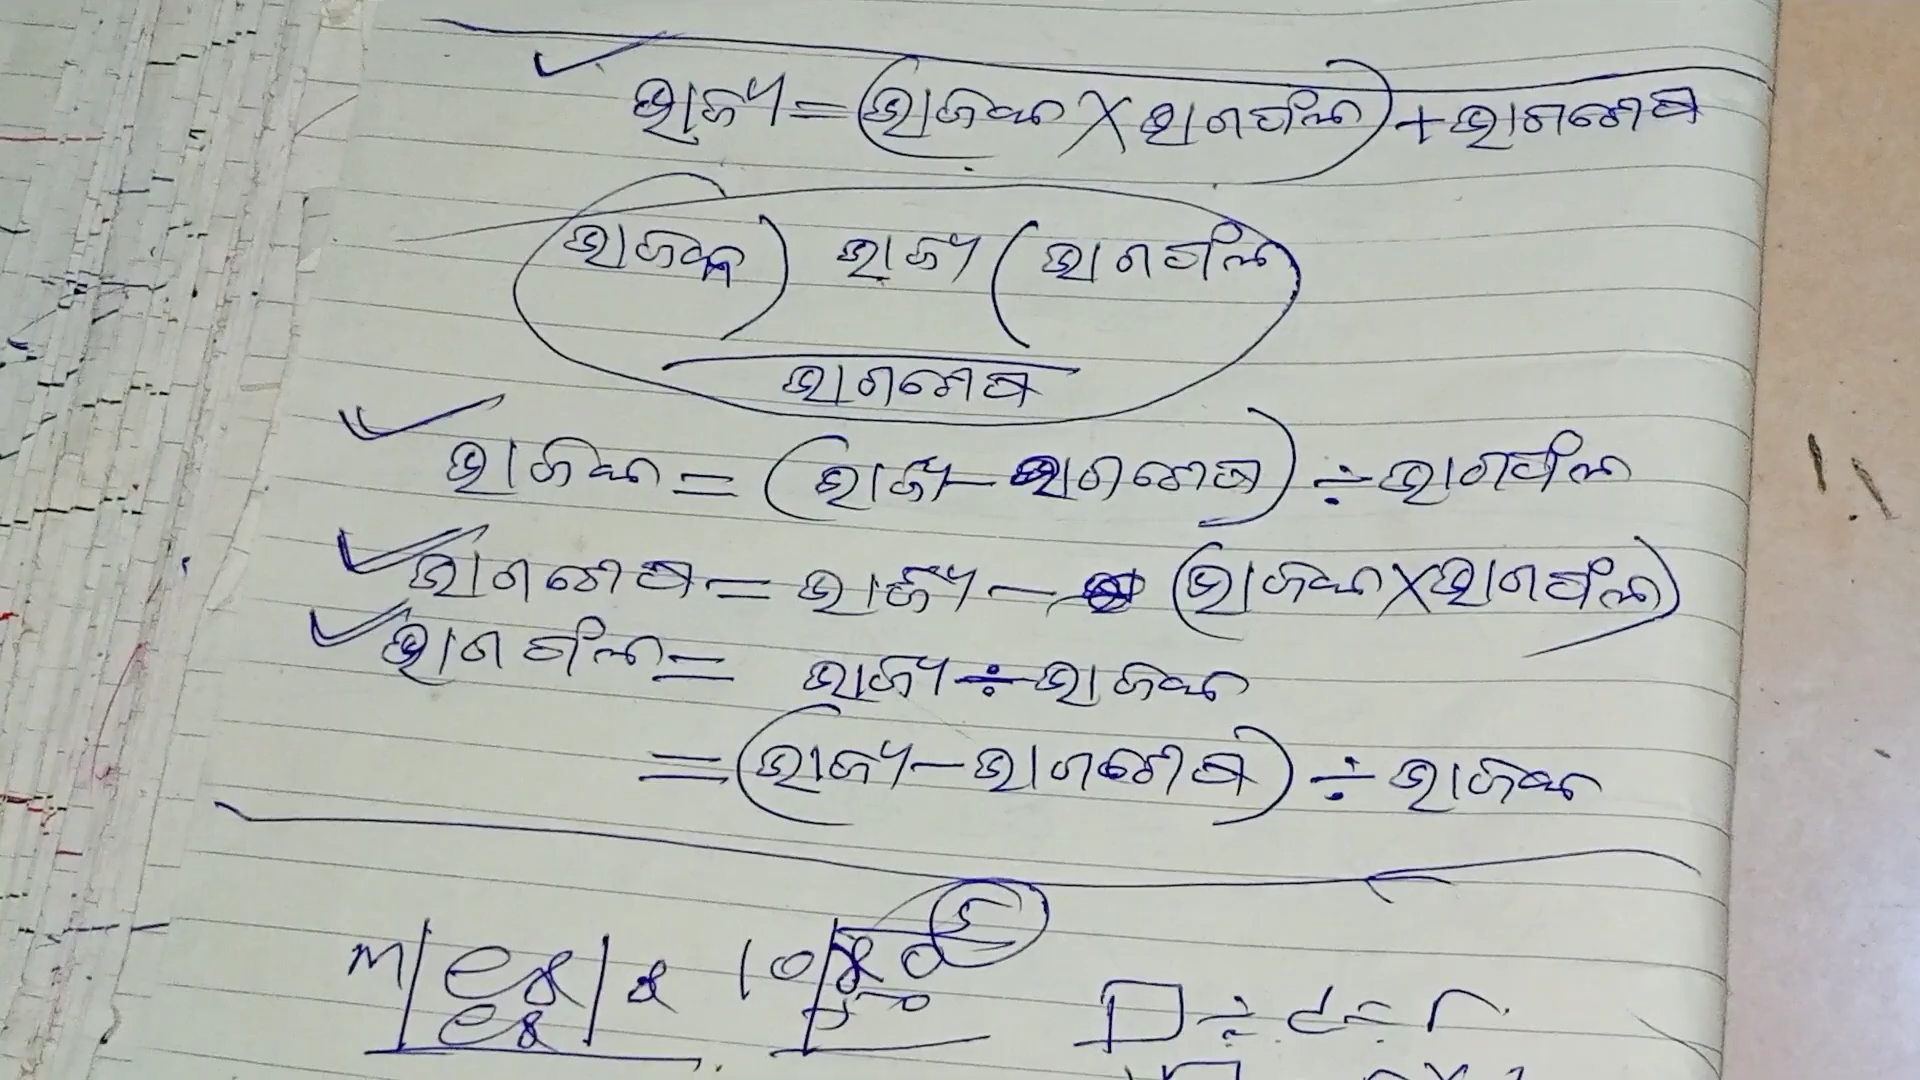 ଭାଜ୍ୟ = (ଭାଜକ × ଭାଗଫଳ) + ଭାଗଶେଷ
ଭାଜକ) ଭାଜ୍ୟ (ଭାଗଫଳ
ଭାଗଶେଷ
ଭାଜକ = (ଭାଜ୍ୟ - ଭାଗଶେଷ) ÷ ଭାଗଫଳ
ଭାଗଶେଷ = ଭାଜ୍ୟ - (ଭାଜକ × ଭାଗଫଳ)
ଭାଗଫଳ = ଭାଜ୍ୟ ÷ ଭାଜକ
= (ଭାଜ୍ୟ - ଭାଗଶେଷ) ÷ ଭାଜକ